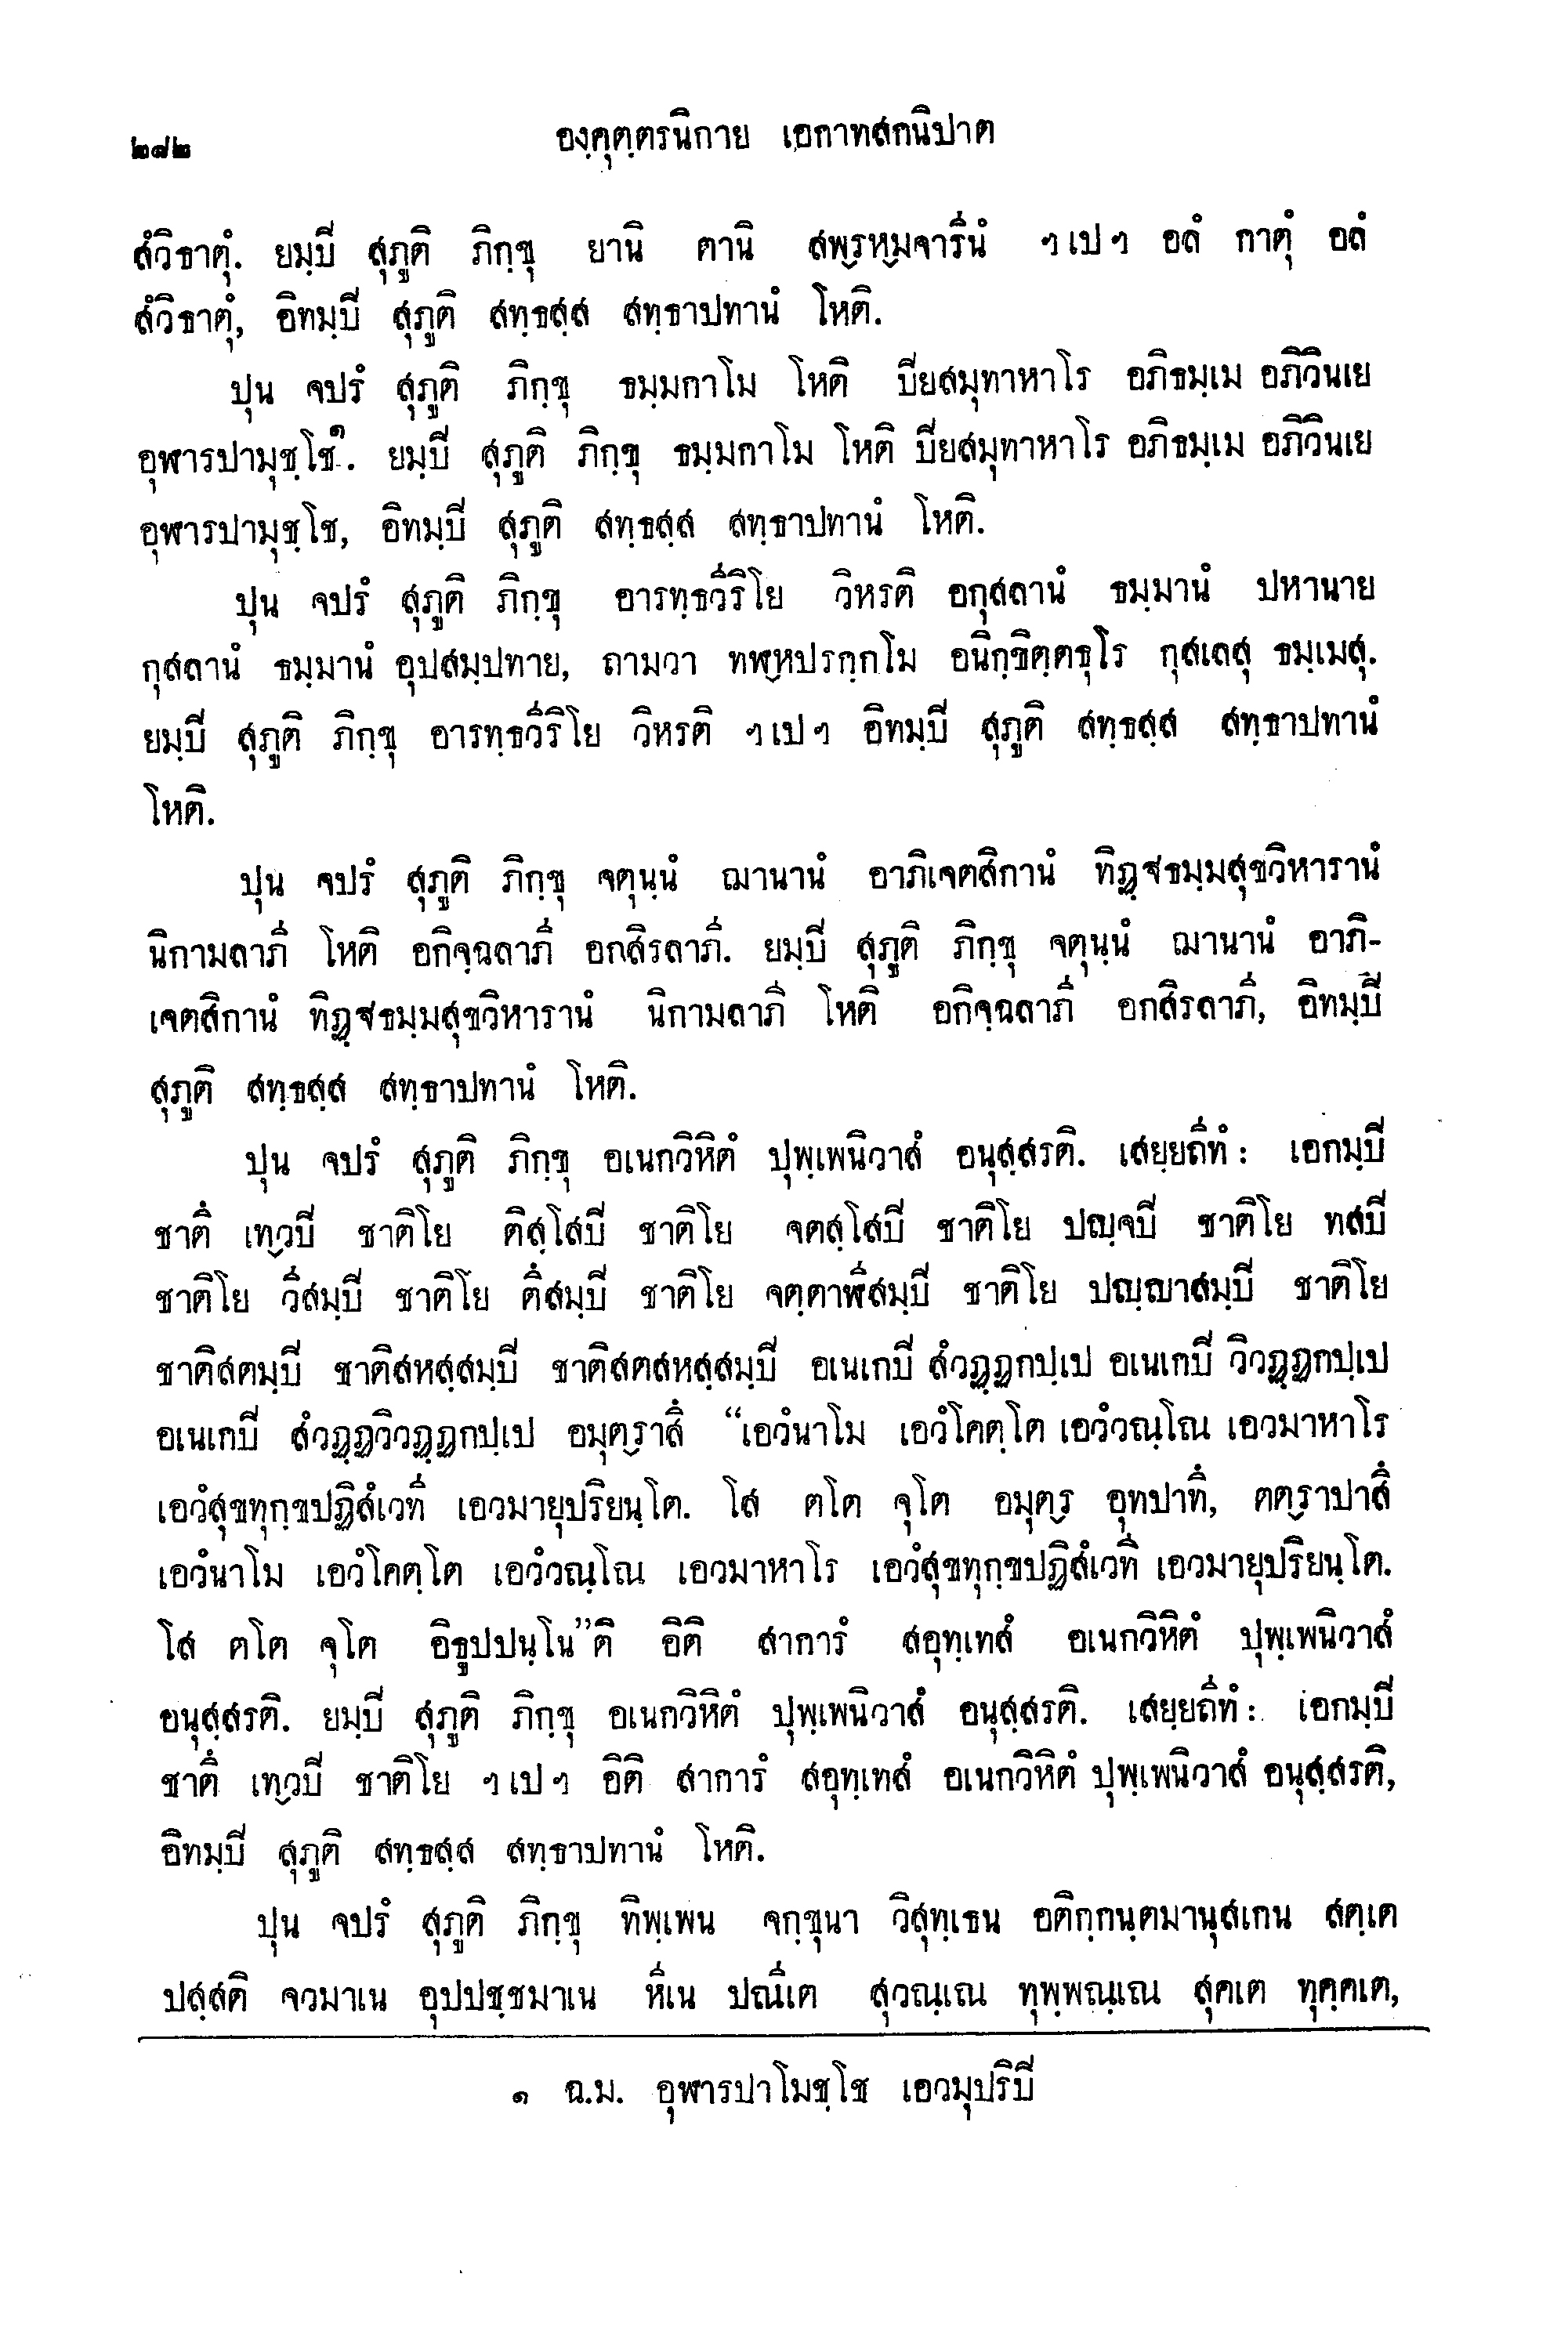 ๒๗๒ องฺคุตฺตรนิกาย เอกาทสกนิปาต
สํวิธาตุํ. ยมฺปิ สุภูติ ภิกฺขุ ยานิ ตานิ สพฺรหฺมจารีนํ ฯ เป ฯ อลํ กาตุํ อลํ
สํวิธาตุํ, อิทมฺปิ สุภูติ สทฺธสฺส สทฺธาปทานํ โหติ.
ปุน จปรํ สุภูติ ภิกฺขุ ธมฺมกาโม โหติ ปิยสมุทาหาโร อภิธมฺเม อภิวินเย
อุฬารปามุชฺโช๑. ยมฺปิ สุภูติ ภิกฺขุ ธมฺมกาโม โหติ ปิยสมุทาหาโร อภิธมฺเม อภิวินเย
อุฬารปามุชฺโช, อิทมฺปิ สุภูติ สทฺธสฺส สทฺธาปทานํ โหติ.
ปุน จปรํ สุภูติ ภิกฺขุ อารทฺธวีริโย วิหรติ อกุสลานํ ธมฺมานํ ปหานาย
กุสลานํ ธมฺมานํ อุปสมฺปทาย, ถามวา ทฬฺหปรกฺกโม อนิกฺขิตฺตธุโร กุสเลสุ ธมฺเมสุ.
ยมฺปิ สุภูติ ภิกฺขุ อารทฺธวีริโย วิหรติ ฯ เป ฯ อิทมฺปิ สุภูติ สทฺธสฺส สทฺธาปทานํ
โหติ.
ปุน จปรํ สุภูติ ภิกฺขุ จตุนฺนํ ฌานานํ อาภิเจตสิกานํ ทิฏฺฐธมฺมสุขวิหารานํ
นิกามลาภี โหติ อกิจฺฉลาภี อกสิรลาภี. ยมฺปิ สุภูติ ภิกฺขุ จตุนฺนํ ฌานานํ อาภิ-
เจตสิกานํ ทิฏฺฐธมฺมสุขวิหารานํ นิกามลาภี โหติ อกิจฺฉลาภี อกสิรลาภี, อิทมฺปิ
สุภูติ สทฺธสฺส สทฺธาปทานํ โหติ.
ปุน จปรํ สุภูติ ภิกฺขุ อเนกวิหิตํ ปุพฺเพนิวาสํ อนุสฺสรติ. เสยฺยถีทํ : เอกมฺปิ
ชาตึ เทฺวปิ ชาติโย ติสฺโสปิ ชาติโย จตสฺโสปิ ชาติโย ปญฺจปิ ชาติโย ทสปิ
ชาติโย วีสมฺปิ ชาติโย ตึสมฺปิ ชาติโย จตฺตาฬีสมฺปิ ชาติโย ปญฺญาสมฺปิ ชาติโย
ชาติสตมฺปิ ชาติสหสฺสมฺปิ ชาติสตสหสฺสมฺปิ อเนเกปิ สํวฏฺฏกปฺเป อเนเกปิ วิวฏฺฏกปฺเป
อเนเกปิ สํวฏฺฏวิวฏฺฏกปฺเป อมุตฺราสึ “เอวํนาโม เอวํโคตฺโต เอวํวณฺโณ เอวมาหาโร
เอวํสุขทุกฺขปฏิสํเวที เอวมายุปริยนฺโต. โส ตโต จุโต อมุตฺร อุทปาทึ, ตตฺราปาสึ
เอวํนาโม เอวํโคตฺโต เอวํวณฺโณ เอวมาหาโร เอวํสุขทุกฺขปฏิสํเวที เอวมายุปริยนฺโต.
โส ตโต จุโต อิธูปปนฺโน”ติ อิติ สาการํ สอุทฺเทสํ อเนกวิหิตํ ปุพฺเพนิวาสํ
อนุสฺสรติ. ยมฺปิ สุภูติ ภิกฺขุ อเนกวิหิตํ ปุพฺเพนิวาสํ อนุสฺสรติ. เสยฺยถีทํ : เอกมฺปิ
ชาตึ เทฺวปิ ชาติโย ฯ เป ฯ อิติ สาการํ สอุทฺเทสํ อเนกวิหิตํ ปุพฺเพนิวาสํ อนุสฺสรติ,
อิทมฺปิ สุภูติ สทฺธสฺส สทฺธาปทานํ โหติ.
ปุน จปรํ สุภูติ ภิกฺขุ ทิพฺเพน จกฺขุนา วิสุทฺเธน อติกฺกนฺตมานุสเกน สตฺเต
ปสฺสติ จวมาเน อุปปชฺชมาเน หีเน ปณีเต สุวณฺเณ ทุพฺพณฺเณ สุคเต ทุคฺคเต,
๑ ฉ.ม. อุฬารปาโมชฺโช เอวมุปริปิ